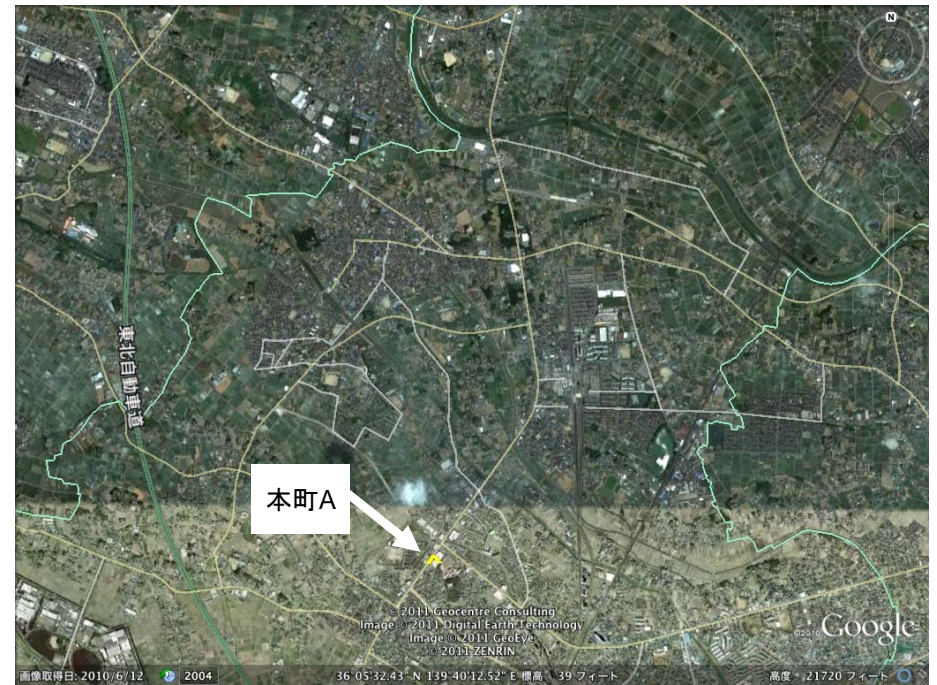 N
東北自動車道
本町A
© 2011 Geocentre Consulting
Image © 2011 Digital Earth Technology
Image © 2011 GeoEye
© 2011 ZENRIN
©2010 Google
画像取得日: 2010/6/12 2004 36°05'32.43" N 139°40'12.52" E 標高 39 フィート 高度 21720 フィート